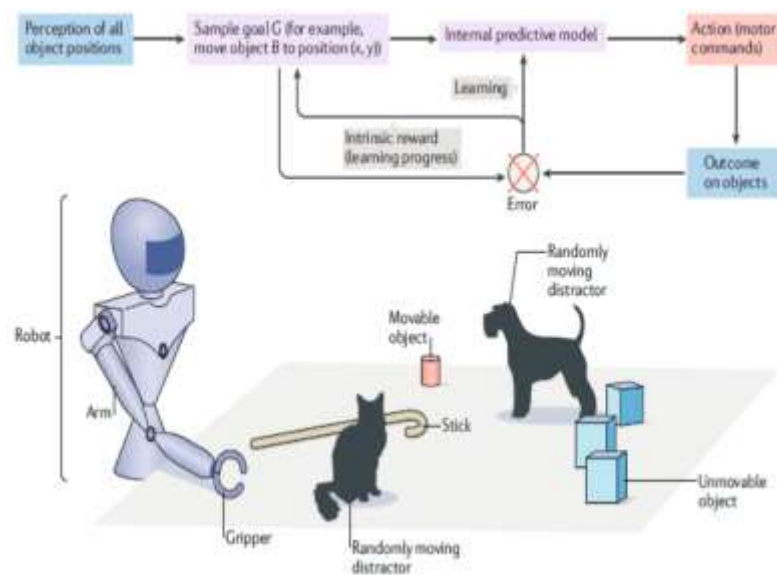 Perception of all
object positions
Sample goal G (for example,
move object B to position (x, y))
Internal predictive model
Action (motor
commands)
Learning
Intrinsic reward
(learning progress)
Error
Outcome
on objects
Randomly
moving
distractor
Movable
object
Robot
Arm
Stick
Unmovable
object
Gripper
Randomly moving
distractor